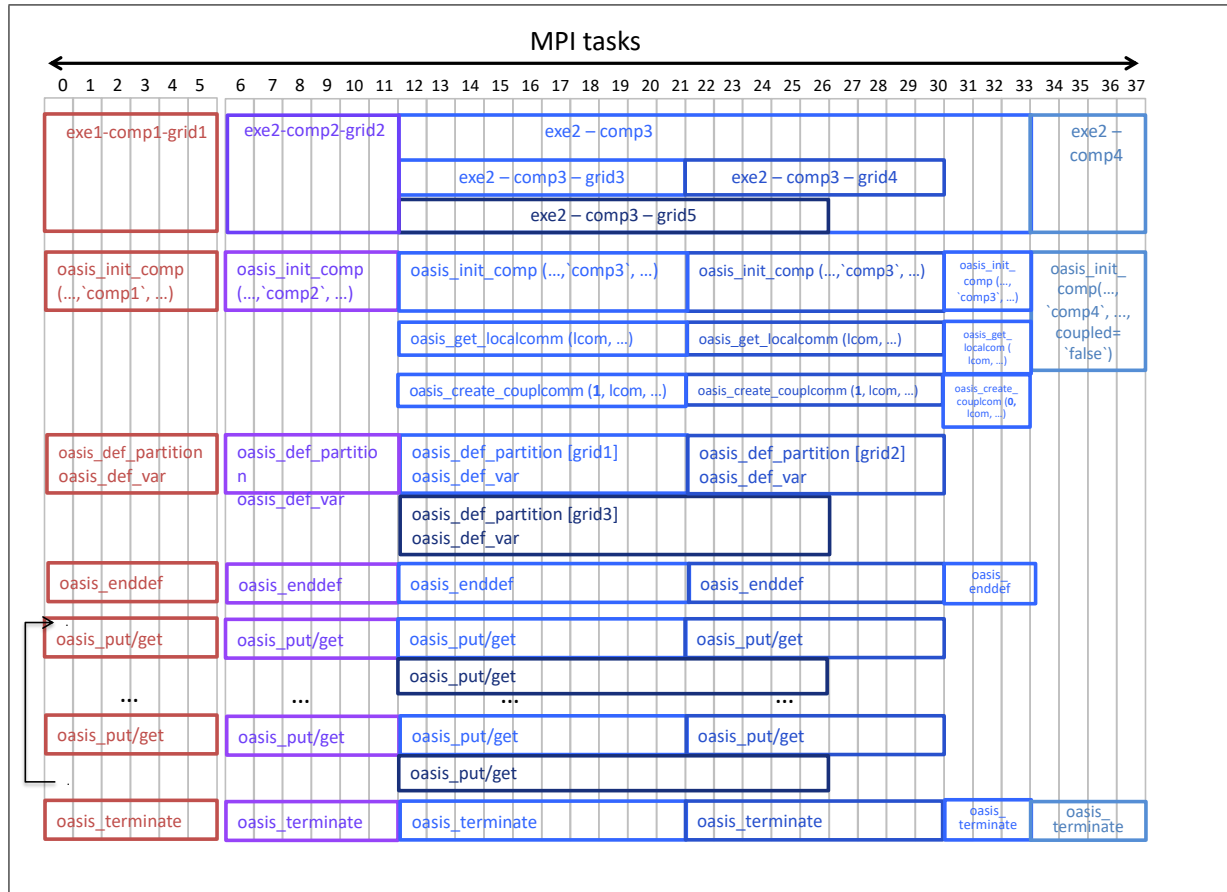 MPI tasks
0 1 2 3 4 5 6 7 8 9 10 11 12 13 14 15 16 17 18 19 20 21 22 23 24 25 26 27 28 29 30 31 32 33 34 35 36 37
exe1-comp1-grid1
exe2-comp2-grid2
exe2 – comp3
exe2 –
comp4
exe2 – comp3 – grid3
exe2 – comp3 – grid4
exe2 – comp3 – grid5
oasis_init_comp
(...,`comp1`, ...)
oasis_init_comp
(...,`comp2`, ...)
oasis_init_comp (...,`comp3`, ...)
oasis_init_comp (...,`comp3`, ...)
oasis_init_
comp (...,
`comp3`, ...)
oasis_init_
comp(...,
`comp4`, ...,
coupled=
`false`)
oasis_get_localcomm (lcom, ...)
oasis_get_localcomm (lcom, ...)
oasis_get_
localcom (
lcom, ...)
oasis_create_couplcomm (1, lcom, ...)
oasis_create_couplcomm (1, lcom, ...)
oasis_create_
couplcom (0,
lcom, ...)
oasis_def_partition
oasis_def_var
oasis_def_partitio
n
oasis_def_var
oasis_def_partition [grid1]
oasis_def_var
oasis_def_partition [grid2]
oasis_def_var
oasis_def_partition [grid3]
oasis_def_var
oasis_enddef
oasis_enddef
oasis_enddef
oasis_enddef
oasis_
enddef
oasis_put/get
oasis_put/get
oasis_put/get
oasis_put/get
oasis_put/get
... ... ... ...
oasis_put/get
oasis_put/get
oasis_put/get
oasis_put/get
oasis_put/get
oasis_terminate
oasis_terminate
oasis_terminate
oasis_terminate
oasis_
terminate
oasis_
terminate